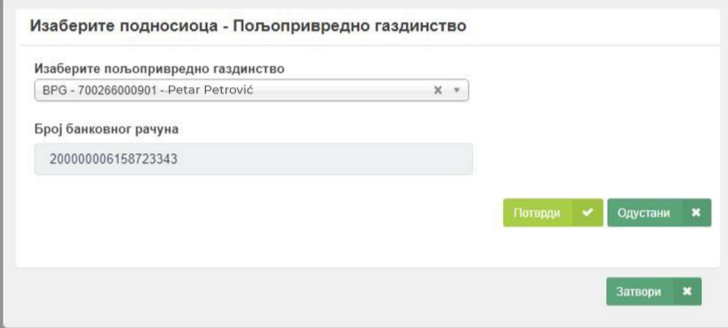 Изаберите подносиоца - Пољопривредно газдинство
Изаберите пољопривредно газдинство
BPG - 700266000901 - Petar Petrović
Број банковног рачуна
200000006158723343
Потврди
Одустани
Затвори